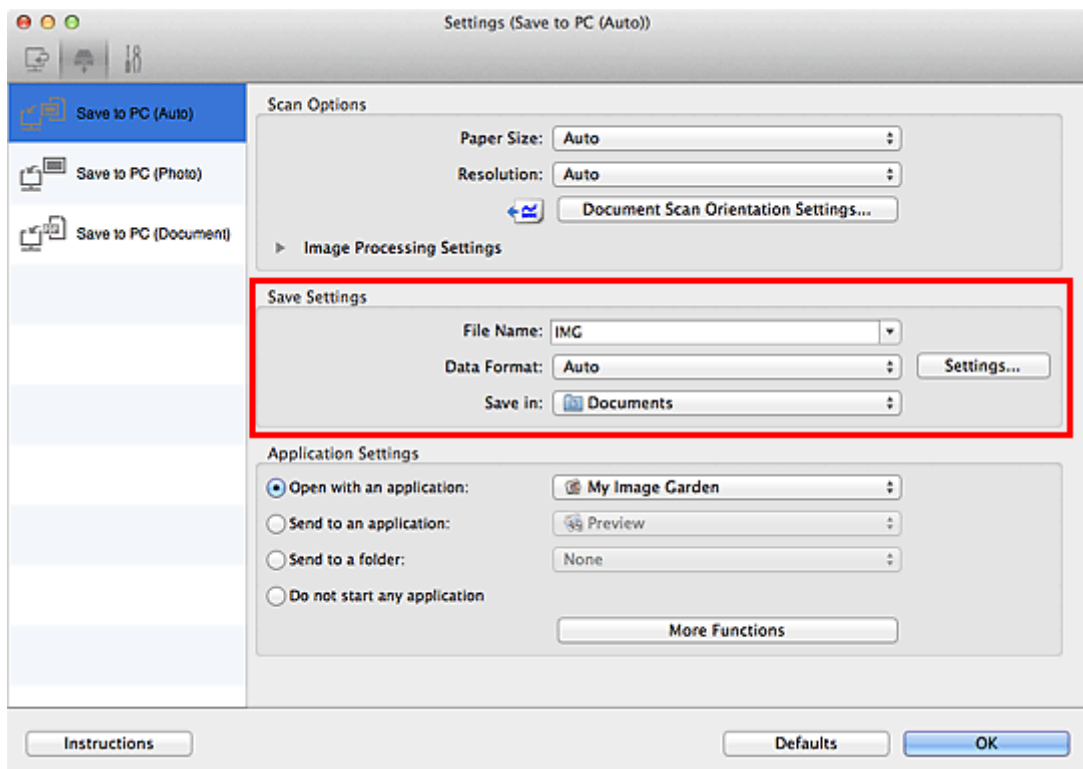 Settings (Save to PC (Auto))
Save to PC (Auto)
Save to PC (Photo)
Save to PC (Document)
Scan Options
Paper Size: Auto
Resolution: Auto
Document Scan Orientation Settings...
Image Processing Settings
Save Settings
File Name: IMG
Data Format: Auto Settings...
Save in: Documents
Application Settings
Open with an application: My Image Garden
Send to an application: Preview
Send to a folder: None
Do not start any application
More Functions
Instructions Defaults OK